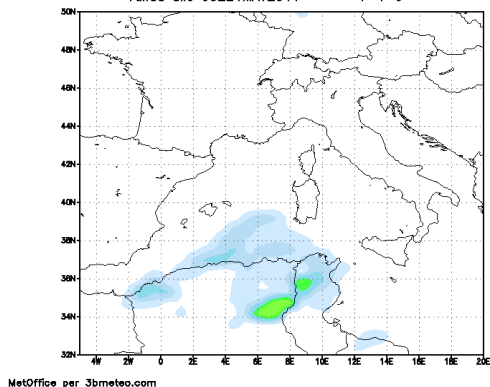 50N
48N
46N
44N
42N
40N
38N
36N
34N
32N
4W 2W 0 2E 4E 6E 8E 10E 12E 14E 16E 18E 20E
MetOffice per 3bmeteo.com